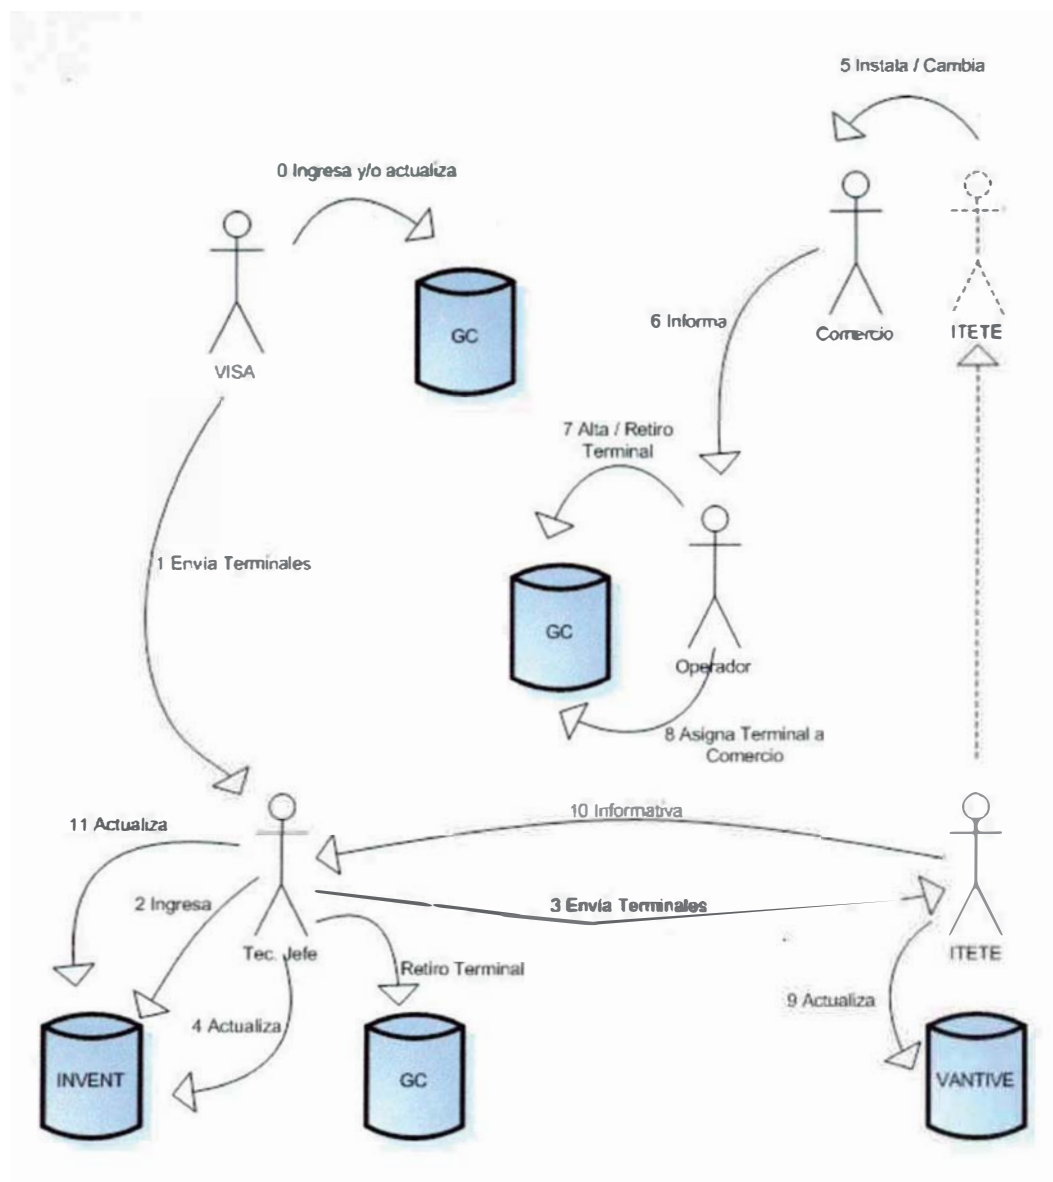 5 Instala / Cambia
0 Ingresa y/o actualiza
GC
VISA
Comercio
ITETE
6 Informa
7 Alta / Retiro
Terminal
GC
Operador
8 Asigna Terminal a
Comercio
1 Envía Terminales
10 Informativa
11 Actualiza
2 Ingresa
3 Envía Terminales
Tec. Jefe
ITETE
Retiro Terminal
4 Actualiza
9 Actualiza
INVENT
GC
VANTIVE